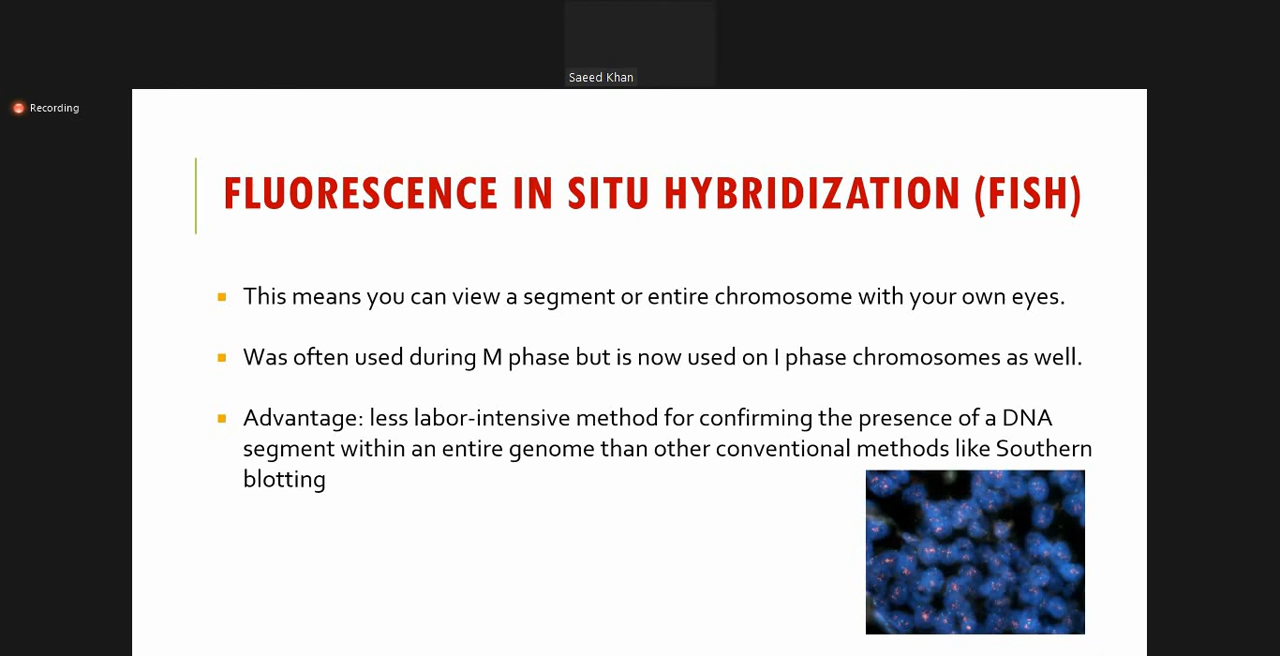 Saeed Khan
Recording
FLUORESCENCE IN SITU HYBRIDIZATION (FISH)
This means you can view a segment or entire chromosome with your own eyes.
Was often used during M phase but is now used on I phase chromosomes as well.
Advantage: less labor-intensive method for confirming the presence of a DNA
segment within an entire genome than other conventional methods like Southern
blotting